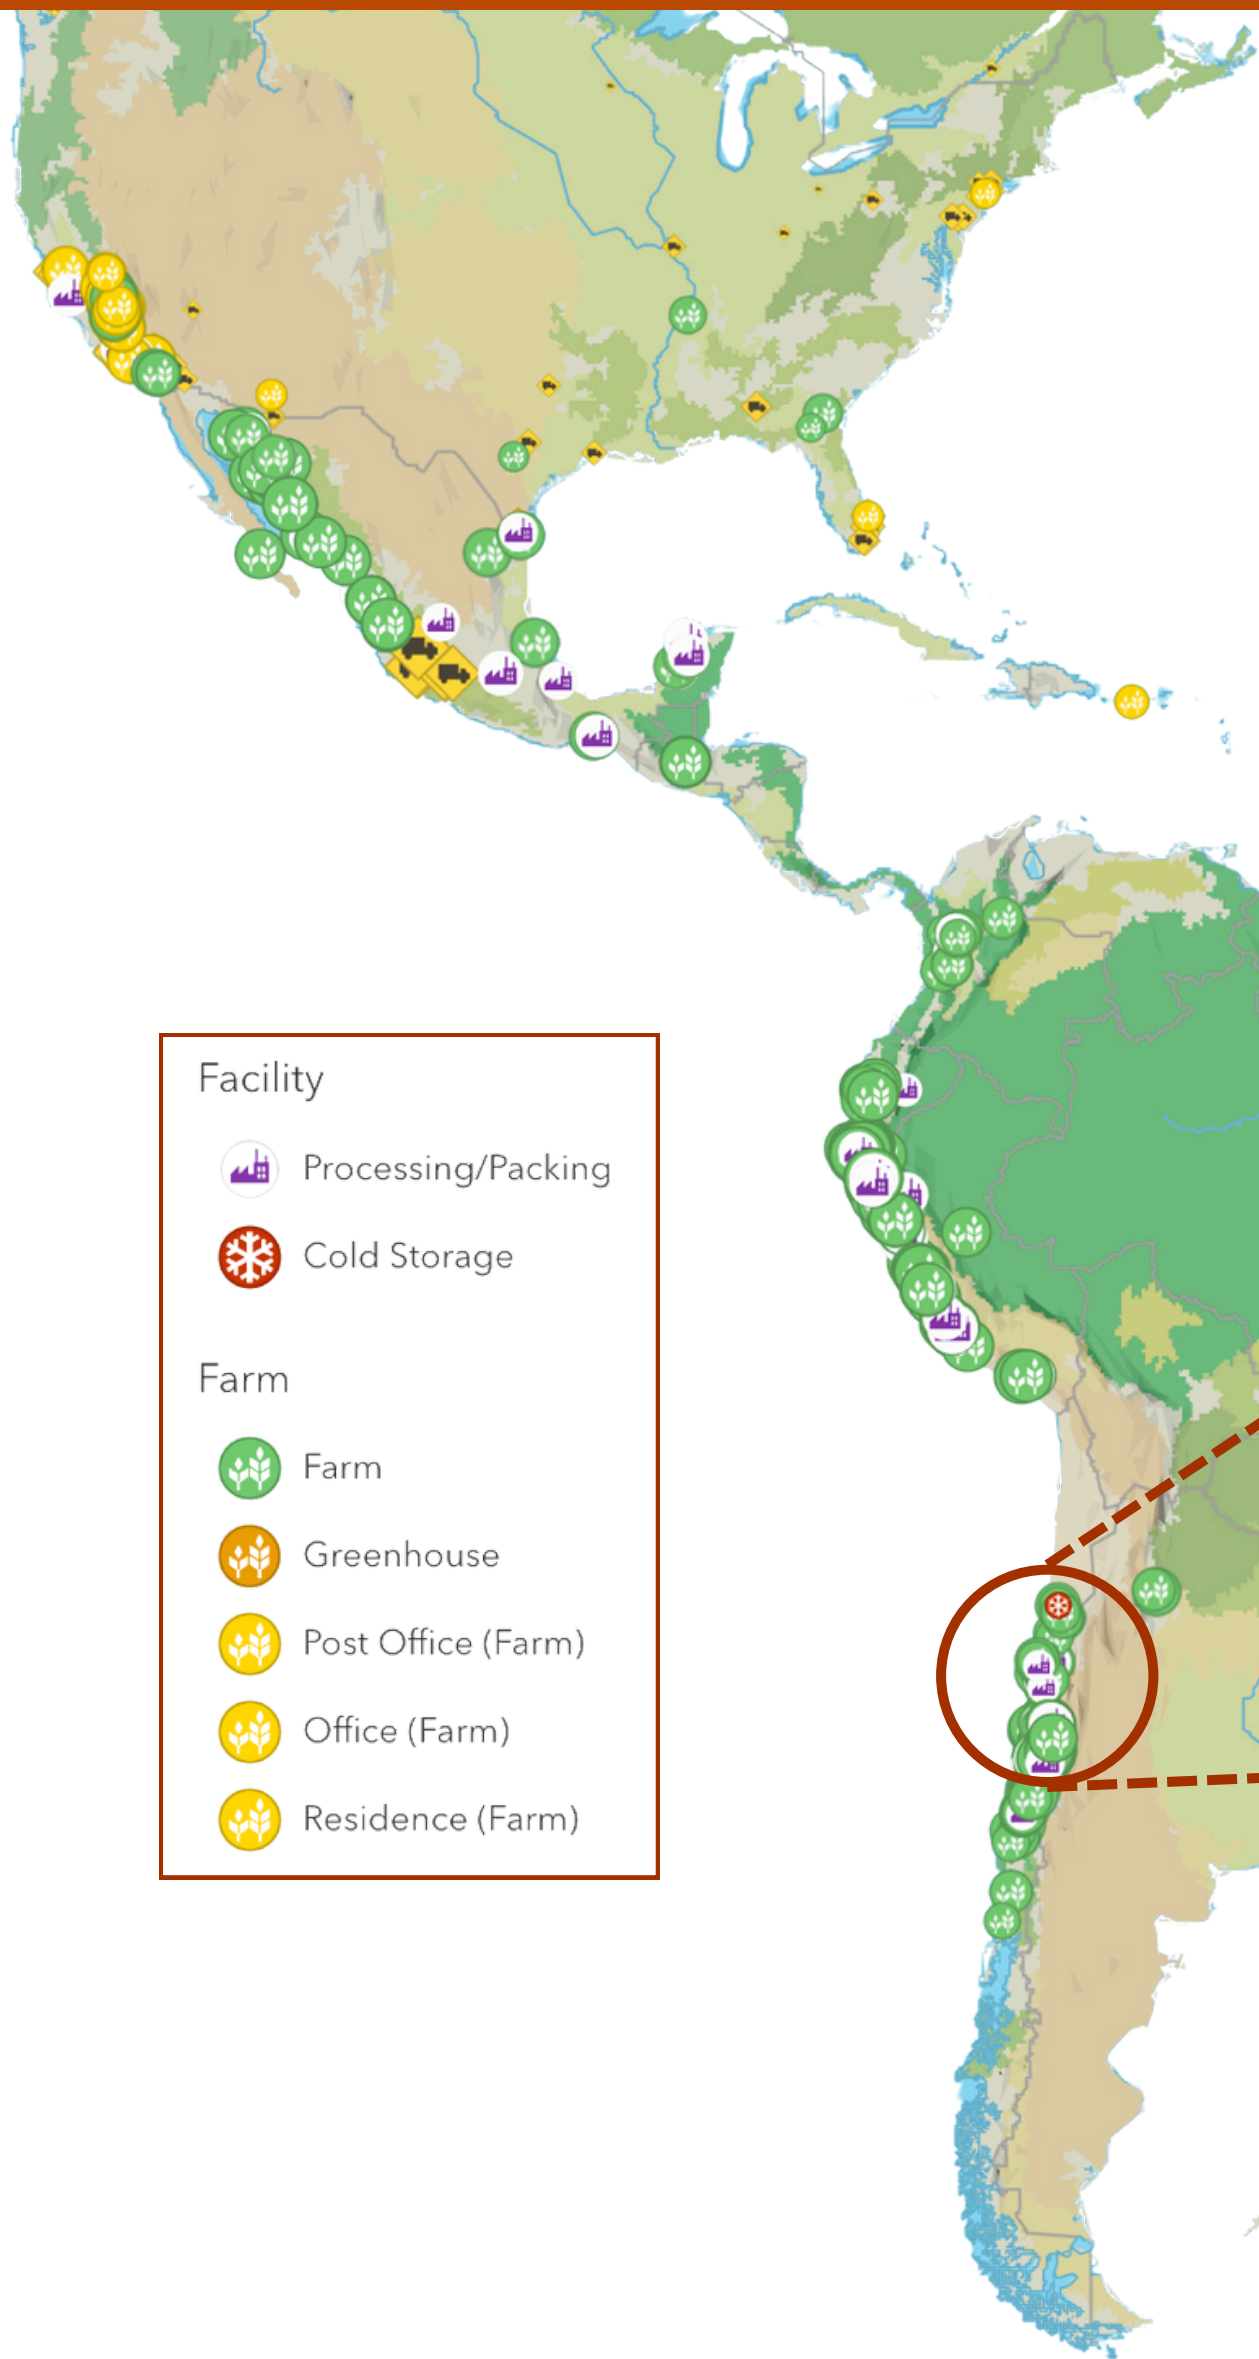 Facility
Processing/Packing
Cold Storage
Farm
Farm
Greenhouse
Post Office (Farm)
Office (Farm)
Residence (Farm)